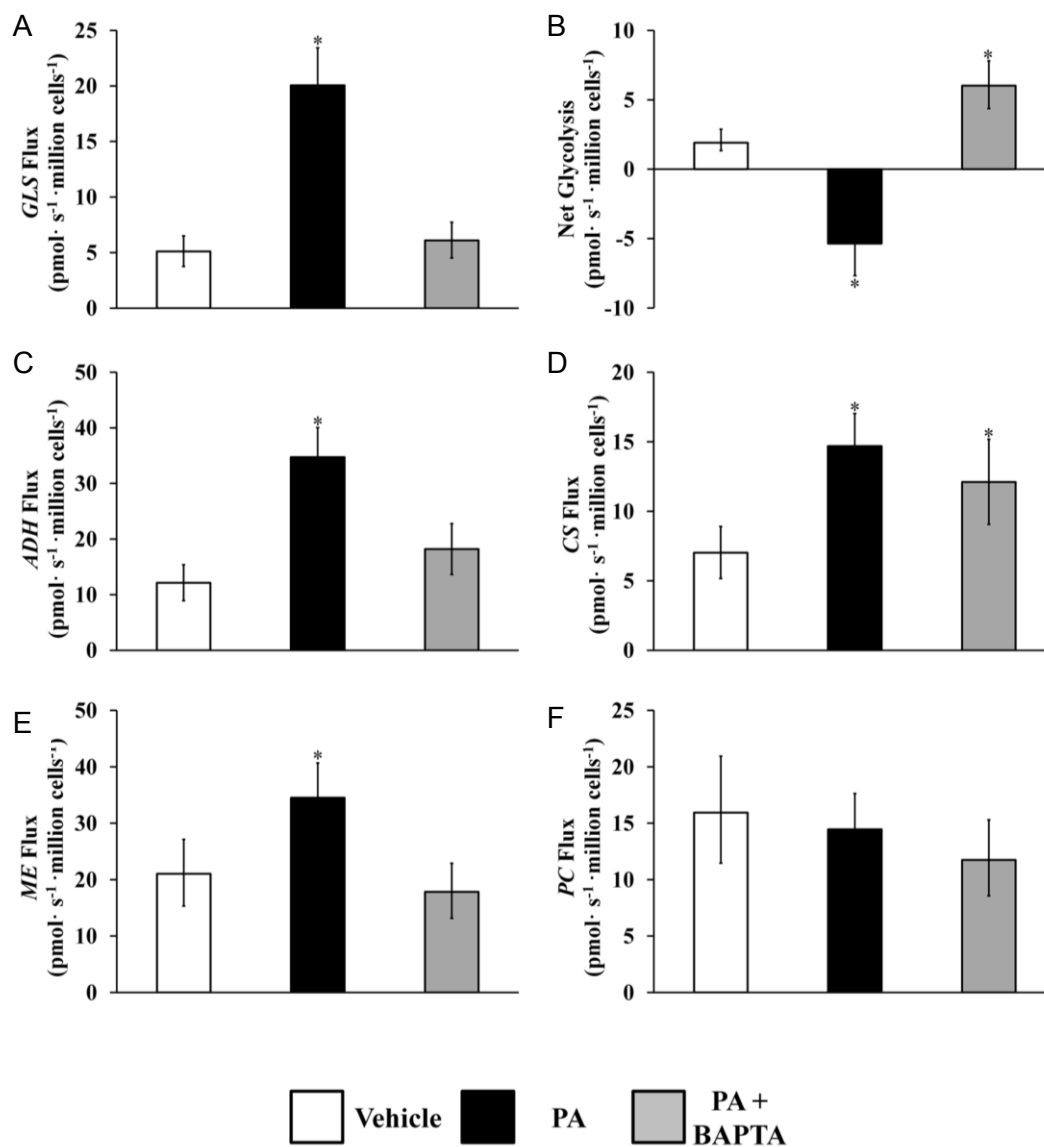 A
GLS Flux
(pmol· s⁻¹ ·million cells⁻¹)
25
20
15
10
5
0
*
B
Net Glycolysis
(pmol· s⁻¹ ·million cells⁻¹)
10
5
0
-5
-10
*
*
C
ADH Flux
(pmol· s⁻¹ ·million cells⁻¹)
50
40
30
20
10
0
*
D
CS Flux
(pmol· s⁻¹ ·million cells⁻¹)
20
15
10
5
0
*
*
E
ME Flux
(pmol· s⁻¹ ·million cells⁻¹)
50
40
30
20
10
0
*
F
PC Flux
(pmol· s⁻¹ ·million cells⁻¹)
25
20
15
10
5
0
Vehicle
PA
PA +
BAPTA